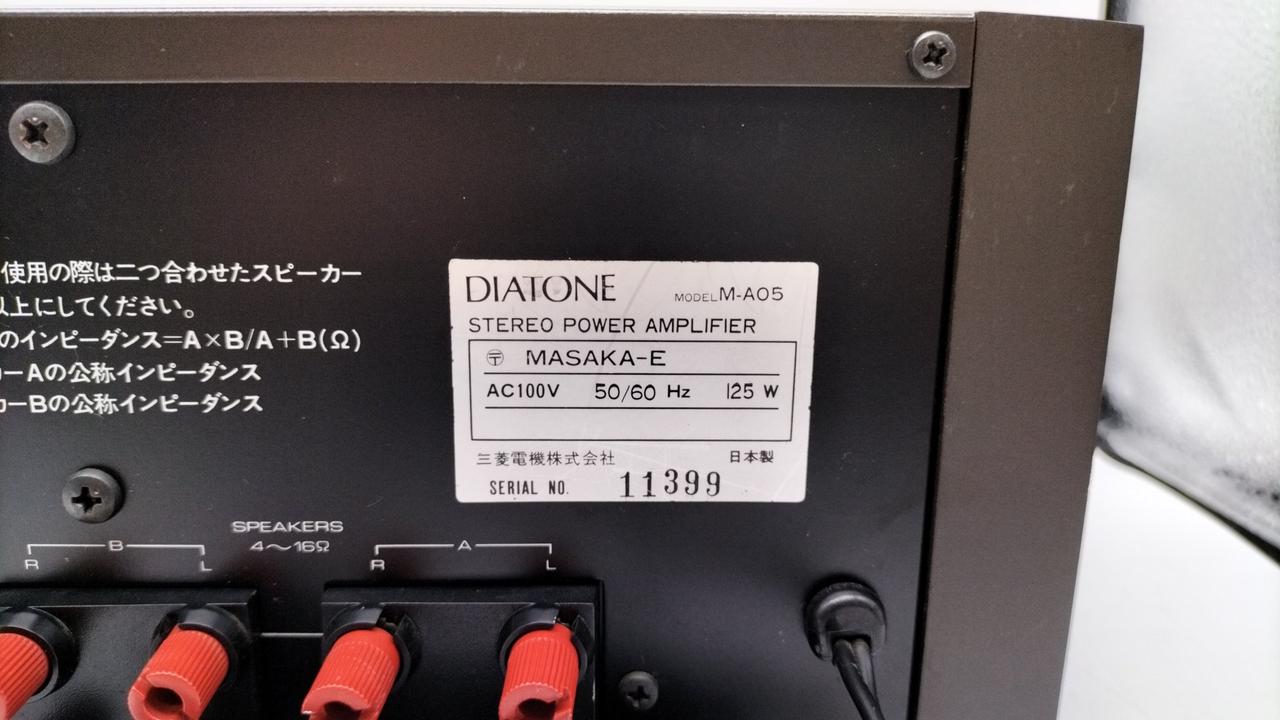 使用の際は二つ合わせたスピーカー
以上にしてください。
のインピーダンス=A×B/A+B(Ω)
ーAの公称インピーダンス
カーBの公称インピーダンス
DIATONE MODEL M-A05
STEREO POWER AMPLIFIER
〒 MASAKA-E
AC100V 50/60 Hz 125 W
三菱電機株式会社 日本製
SERIAL NO. 11399
SPEAKERS
4〜16Ω
B
R L
A
R L